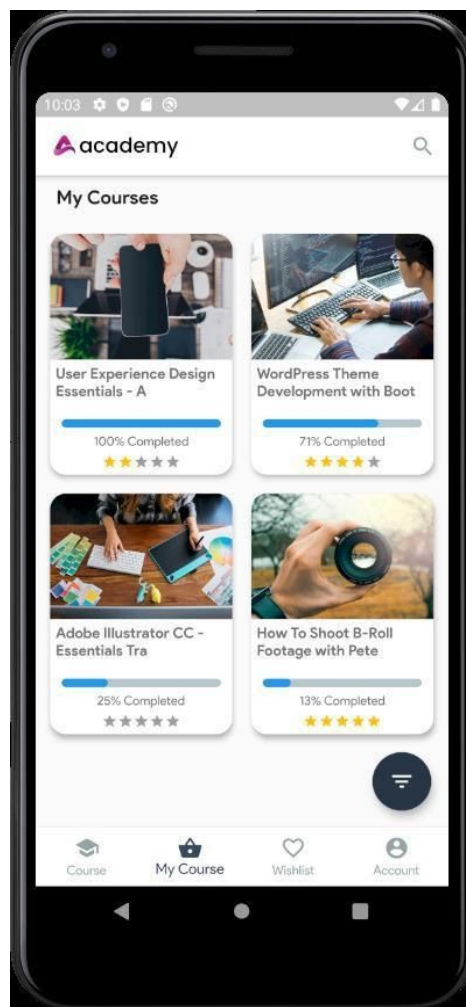 10:03
academy
My Courses
User Experience Design
Essentials - A
100% Completed
WordPress Theme
Development with Boot
71% Completed
Adobe Illustrator CC -
Essentials Tra
25% Completed
How To Shoot B-Roll
Footage with Pete
13% Completed
Course
My Course
Wishlist
Account